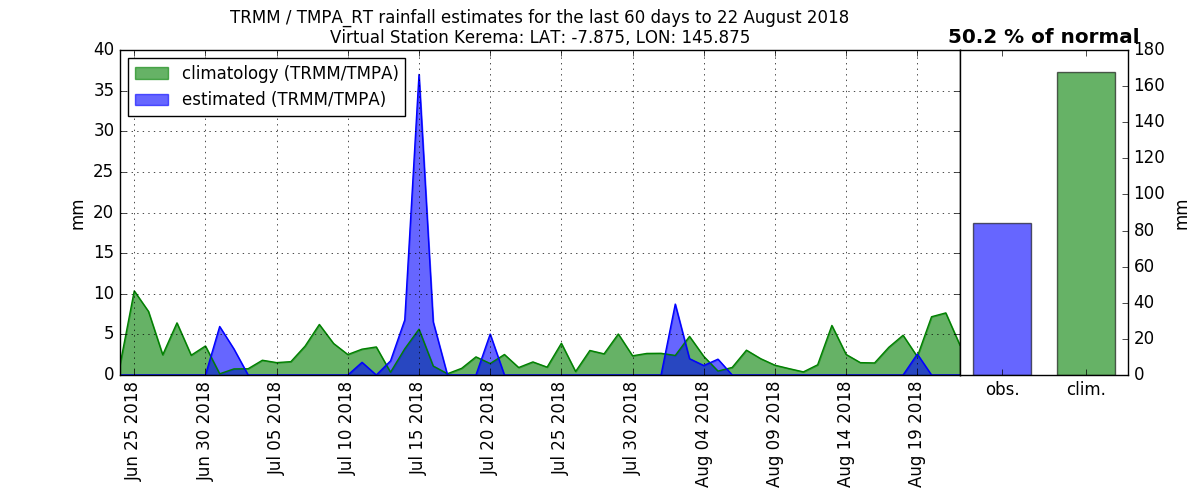 TRMM / TMPA_RT rainfall estimates for the last 60 days to 22 August 2018
Virtual Station Kerema: LAT: -7.875, LON: 145.875
50.2 % of normal
climatology (TRMM/TMPA)
estimated (TRMM/TMPA)
mm
40
35
30
25
20
15
10
5
0
Jun 25 2018
Jun 30 2018
Jul 05 2018
Jul 10 2018
Jul 15 2018
Jul 20 2018
Jul 25 2018
Jul 30 2018
Aug 04 2018
Aug 09 2018
Aug 14 2018
Aug 19 2018
obs.
clim.
180
160
140
120
100
80
60
40
20
0
mm